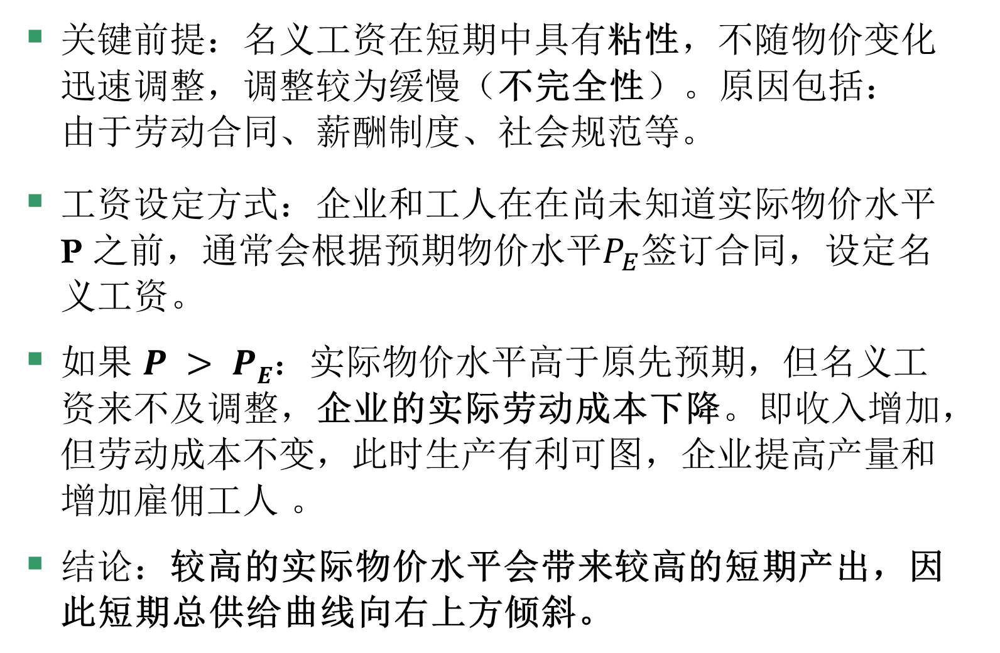 关键前提：名义工资在短期中具有粘性，不随物价变化
迅速调整，调整较为缓慢（不完全性）。原因包括：
由于劳动合同、薪酬制度、社会规范等。
工资设定方式：企业和工人在在尚未知道实际物价水平
P 之前，通常会根据预期物价水平P_E签订合同，设定名
义工资。
如果 P > P_E：实际物价水平高于原先预期，但名义工
资来不及调整，企业的实际劳动成本下降。即收入增加，
但劳动成本不变，此时生产有利可图，企业提高产量和
增加雇佣工人 。
结论：较高的实际物价水平会带来较高的短期产出，因
此短期总供给曲线向右上方倾斜。